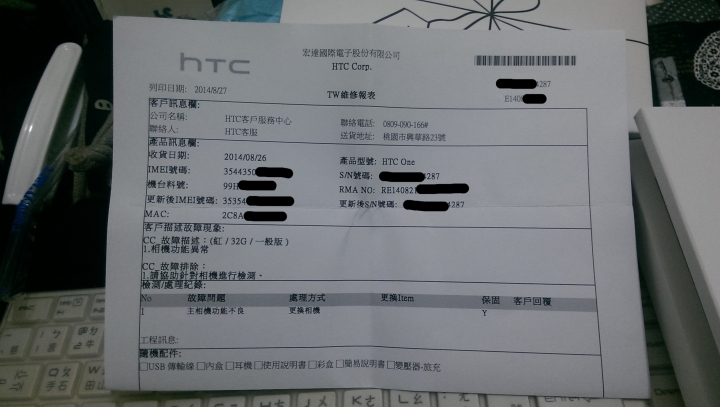 hTC
宏達國際電子股份有限公司
HTC Corp.
列印日期: 2014/8/27
TW維修報表
4287
E1408
客戶訊息欄:
公司名稱: HTC客戶服務中心 聯絡電話: 0809-090-166#
聯絡人: HTC客服 送貨地址: 桃園市興華路23號
產品訊息欄:
收貨日期: 2014/08/26 產品型號: HTC One
IMEI號碼: 3544350 S/N號碼: 4287
機台料號: 99H RMA NO: RE140821
更新後IMEI號碼: 35354 更新後S/N號碼: 4287
MAC: 2C8A
客戶描述故障現象:
CC_故障描述:(紅 / 32G / 一般版 )
1.相機功能異常
CC_故障排除:
1.請協助針對相機進行檢測。
檢測/處理紀錄:
No 故障問題 處理方式 更換Item 保固 客戶回覆
1 主相機功能不良 更換相機 Y
工程訊息:
隨機配件:
□USB 傳輸線 □內盒 □耳機 □使用說明書 □彩盒 □簡易說明書 □變壓器-旅充